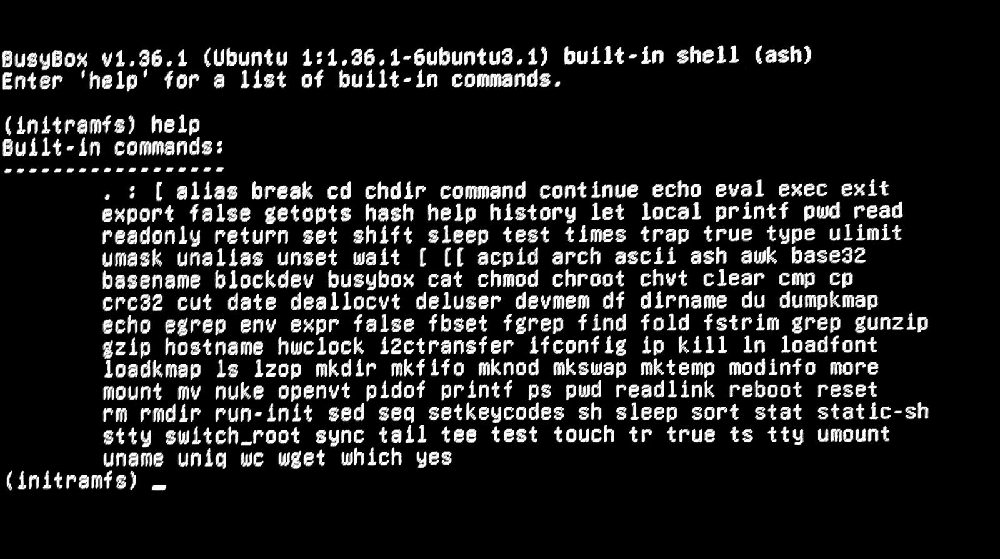 BusyBox v1.36.1 (Ubuntu 1:1.36.1-6ubuntu3.1) built-in shell (ash)
Enter 'help' for a list of built-in commands.
(initramfs) help
Built-in commands:
------------------
. : [ alias break cd chdir command continue echo eval exec exit
export false getopts hash help history let local printf pwd read
readonly return set shift sleep test times trap true type ulimit
umask unalias unset wait [ [[ acpid arch ascii ash awk base32
basename blockdev busybox cat chmod chroot chvt clear cmp cp
crc32 cut date deallocvt deluser devmem df dirname du dumpkmap
echo egrep env expr false fbset fgrep find fold fstrim grep gunzip
gzip hostname hwclock i2ctransfer ifconfig ip kill ln loadfont
loadkmap ls lzop mkdir mkfifo mknod mkswap mktemp modinfo more
mount mv nuke openvt pidof printf ps pwd readlink reboot reset
rm rmdir run-init sed seq setkeycodes sh sleep sort stat static-sh
stty switch_root sync tail tee test touch tr true ts tty umount
uname uniq wc wget which yes
(initramfs) _